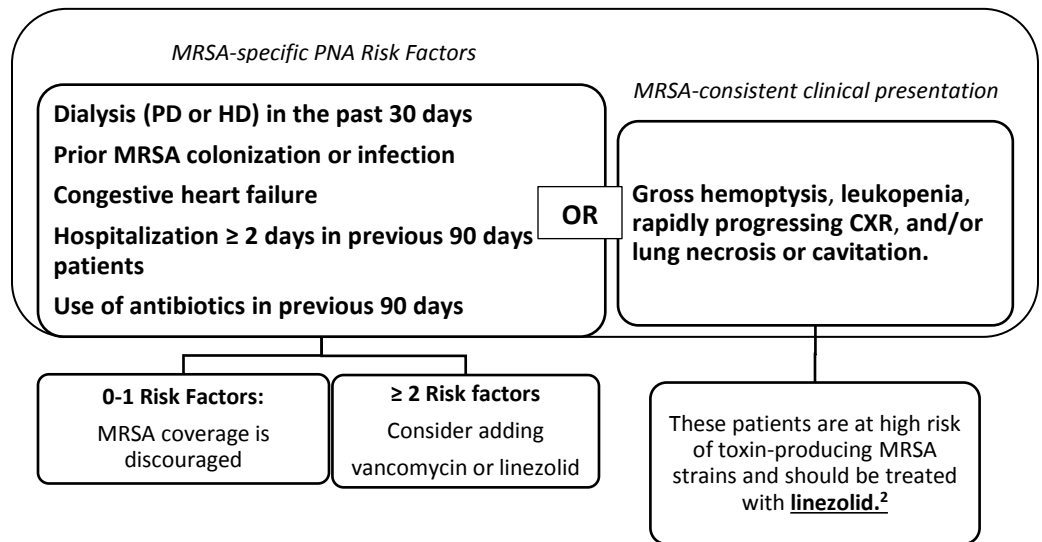 MRSA-specific PNA Risk Factors
Dialysis (PD or HD) in the past 30 days
Prior MRSA colonization or infection
Congestive heart failure
Hospitalization ≥ 2 days in previous 90 days
patients
Use of antibiotics in previous 90 days
OR
MRSA-consistent clinical presentation
Gross hemoptysis, leukopenia,
rapidly progressing CXR, and/or
lung necrosis or cavitation.
0-1 Risk Factors:
MRSA coverage is
discouraged
≥ 2 Risk factors
Consider adding
vancomycin or linezolid
These patients are at high risk
of toxin-producing MRSA
strains and should be treated
with linezolid.²